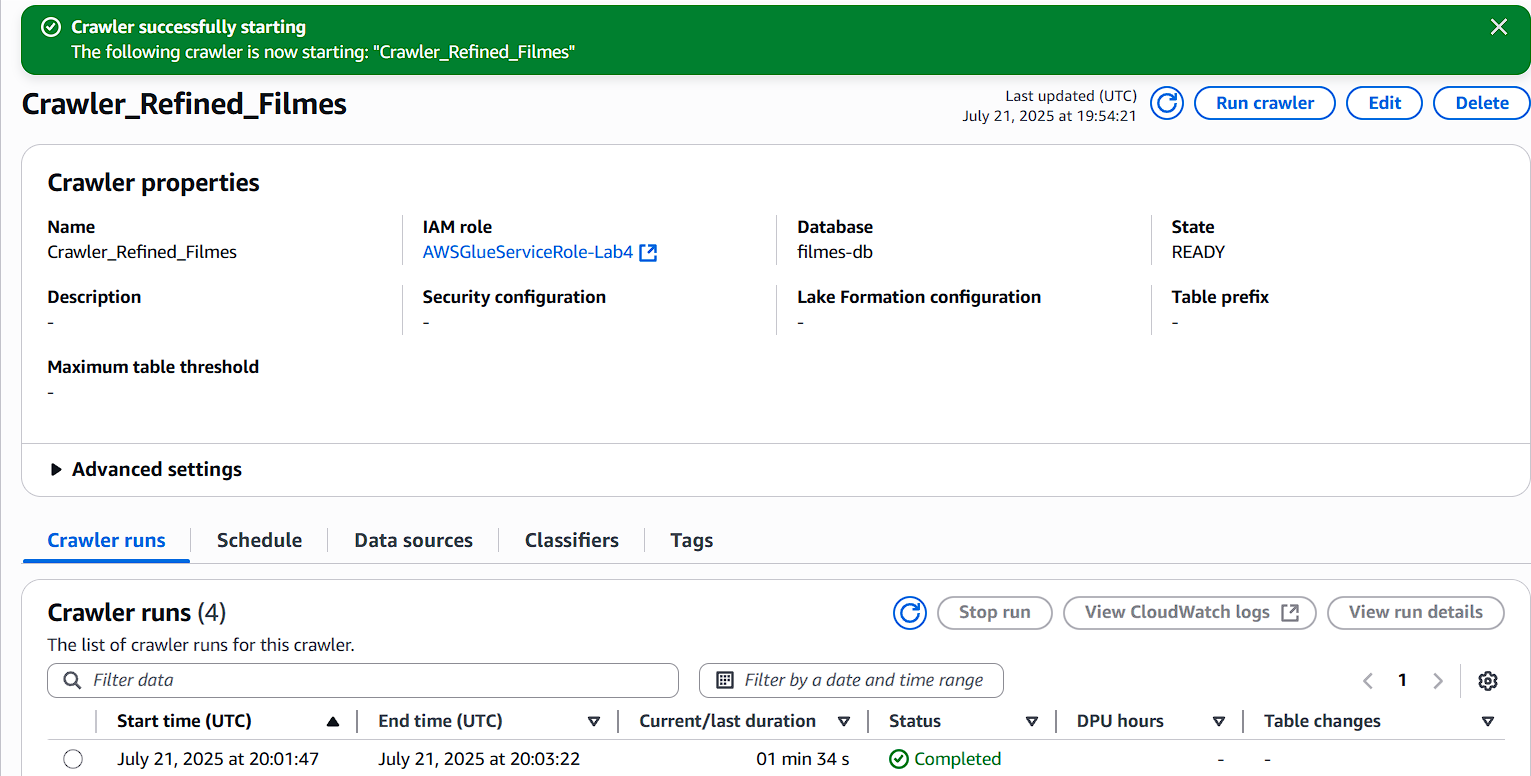 Crawler successfully starting
The following crawler is now starting: "Crawler_Refined_Filmes"
Crawler_Refined_Filmes
Last updated (UTC)
July 21, 2025 at 19:54:21
Run crawler
Edit
Delete
Crawler properties
Name
Crawler_Refined_Filmes
IAM role
AWSGlueServiceRole-Lab4
Database
filmes-db
State
READY
Description
-
Security configuration
-
Lake Formation configuration
-
Table prefix
-
Maximum table threshold
-
Advanced settings
Crawler runs
Schedule
Data sources
Classifiers
Tags
Crawler runs (4)
The list of crawler runs for this crawler.
Stop run
View CloudWatch logs
View run details
Filter data
Filter by a date and time range
1
Start time (UTC)
End time (UTC)
Current/last duration
Status
DPU hours
Table changes
July 21, 2025 at 20:01:47
July 21, 2025 at 20:03:22
01 min 34 s
Completed
-
-